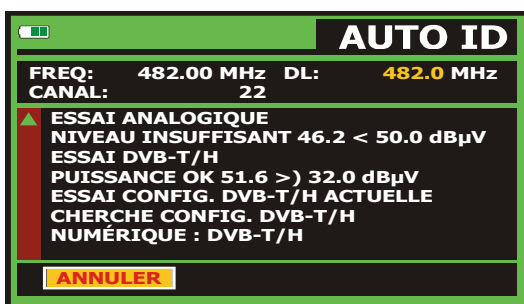 AUTO ID
FREQ: 482.00 MHz DL: 482.0 MHz
CANAL: 22
ESSAI ANALOGIQUE
NIVEAU INSUFFISANT 46.2 < 50.0 dBµV
ESSAI DVB-T/H
PUISSANCE OK 51.6 >) 32.0 dBµV
ESSAI CONFIG. DVB-T/H ACTUELLE
CHERCHE CONFIG. DVB-T/H
NUMÉRIQUE : DVB-T/H
ANNULER